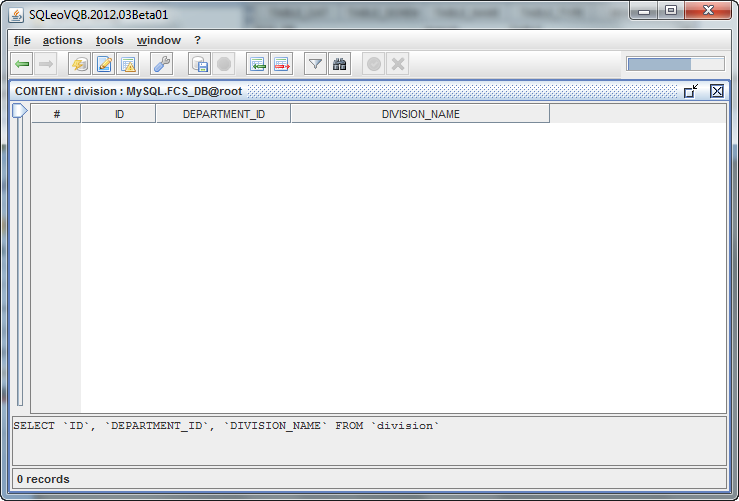 SQLeoVQB.2012.03Beta01
file actions tools window ?
CONTENT : division : MySQL.FCS_DB@root
# ID DEPARTMENT_ID DIVISION_NAME
SELECT `ID`, `DEPARTMENT_ID`, `DIVISION_NAME` FROM `division`
0 records